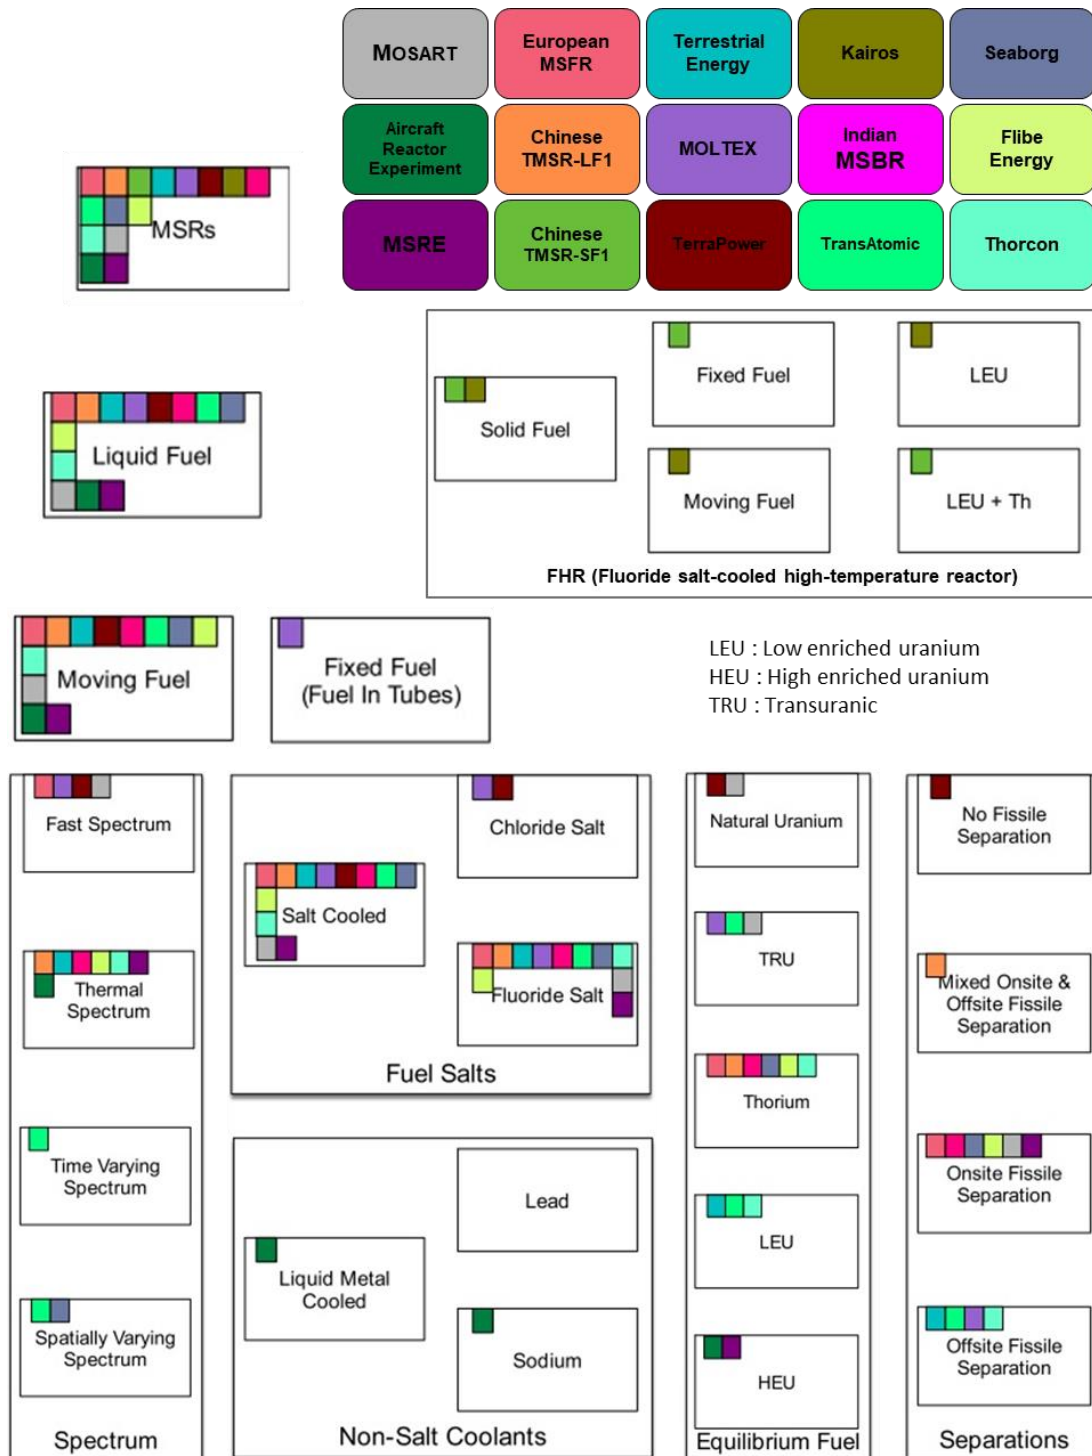 MOSART
European
MSFR
Terrestrial
Energy
Kairos
Seaborg
Aircraft
Reactor
Experiment
Chinese
TMSR-LF1
MOLTEX
Indian
MSBR
Flibe
Energy
MSRE
Chinese
TMSR-SF1
TerraPower
TransAtomic
Thorcon
MSRs
Liquid Fuel
Solid Fuel
Fixed Fuel
LEU
Moving Fuel
LEU + Th
FHR (Fluoride salt-cooled high-temperature reactor)
Moving Fuel
Fixed Fuel
(Fuel In Tubes)
LEU : Low enriched uranium
HEU : High enriched uranium
TRU : Transuranic
Fast Spectrum
Thermal
Spectrum
Time Varying
Spectrum
Spatially Varying
Spectrum
Spectrum
Chloride Salt
Salt Cooled
Fluoride Salt
Fuel Salts
Lead
Liquid Metal
Cooled
Sodium
Non-Salt Coolants
Natural Uranium
TRU
Thorium
LEU
HEU
Equilibrium Fuel
No Fissile
Separation
Mixed Onsite &
Offsite Fissile
Separation
Onsite Fissile
Separation
Offsite Fissile
Separation
Separations